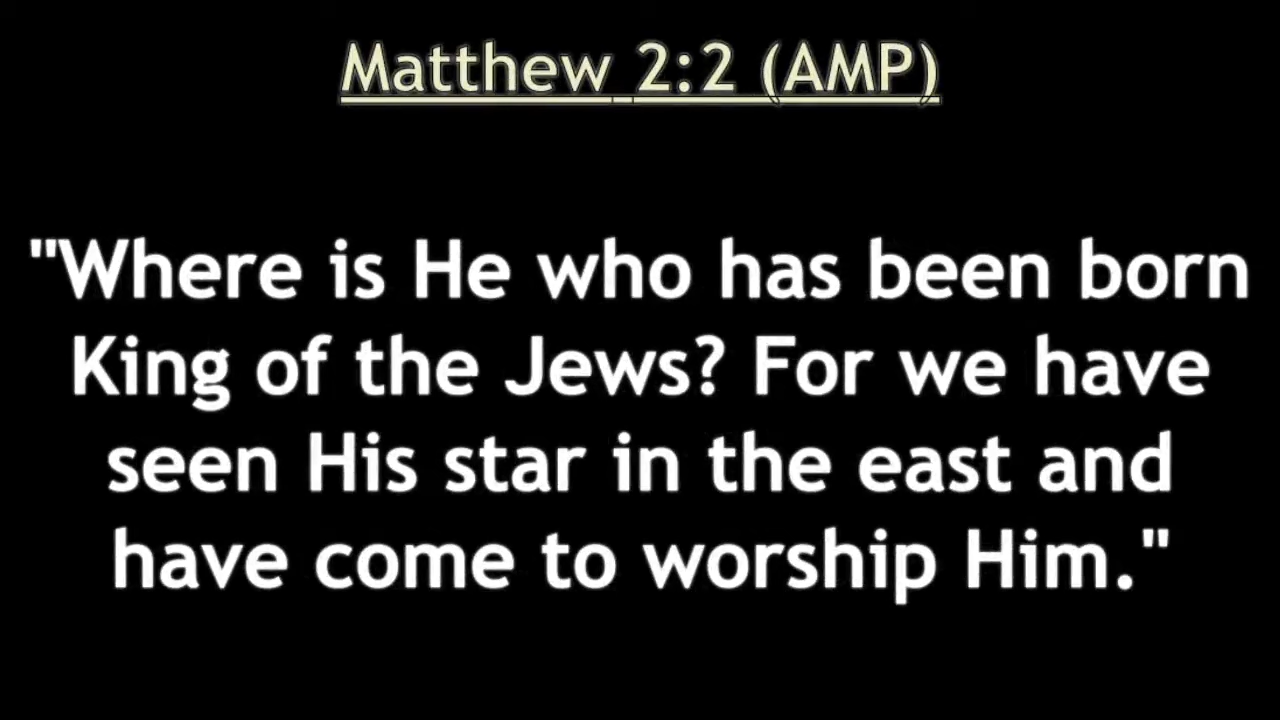 Matthew 2:2 (AMP)
"Where is He who has been born
King of the Jews? For we have
seen His star in the east and
have come to worship Him."